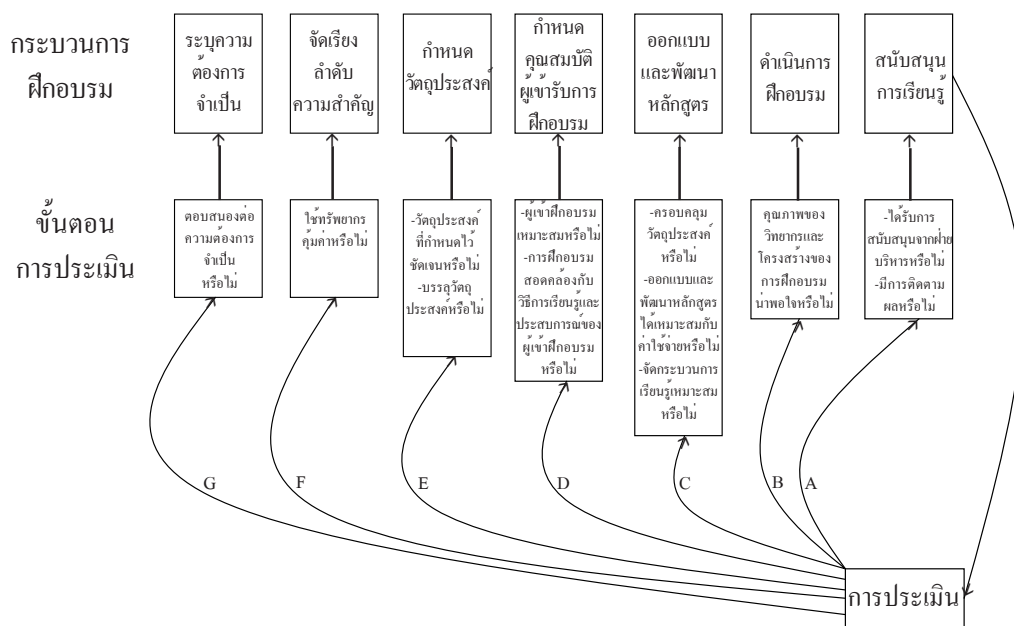 กระบวนการ
ฝึกอบรม
ระบุความ
ต้องการ
จำเป็น
จัดเรียง
ลำดับ
ความสำคัญ
กำหนด
วัตถุประสงค์
กำหนด
คุณสมบัติ
ผู้เข้ารับการ
ฝึกอบรม
ออกแบบ
และพัฒนา
หลักสูตร
ดำเนินการ
ฝึกอบรม
สนับสนุน
การเรียนรู้
ขั้นตอน
การประเมิน
ตอบสนองต่อ
ความต้องการ
จำเป็น
หรือไม่
ใช้ทรัพยากร
คุ้มค่าหรือไม่
-วัตถุประสงค์
ที่กำหนดไว้
ชัดเจนหรือไม่
-บรรลุวัตถุ
ประสงค์หรือไม่
-ผู้เข้าฝึกอบรม
เหมาะสมหรือไม่
-การฝึกอบรม
สอดคล้องกับ
วิธีการเรียนรู้และ
ประสบการณ์ของ
ผู้เข้าฝึกอบรม
หรือไม่
-ครอบคลุม
วัตถุประสงค์
หรือไม่
-ออกแบบและ
พัฒนาหลักสูตร
ได้เหมาะสมกับ
ค่าใช้จ่ายหรือไม่
-จัดกระบวนการ
เรียนรู้เหมาะสม
หรือไม่
คุณภาพของ
วิทยากรและ
โครงสร้างของ
การฝึกอบรม
น่าพอใจหรือไม่
-ได้รับการ
สนับสนุนจากฝ่าย
บริหารหรือไม่
-มีการติดตาม
ผลหรือไม่
G
F
E
D
C
B
A
การประเมิน